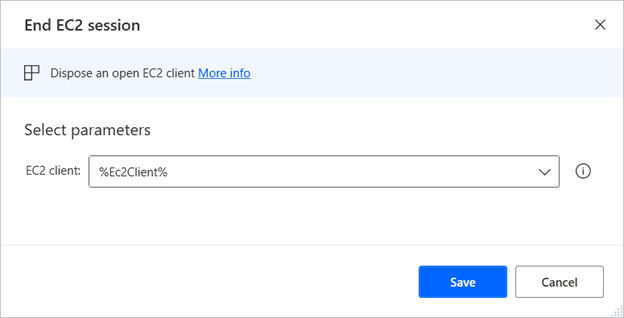 End EC2 session
Dispose an open EC2 client More info
Select parameters
EC2 client: %Ec2Client%
Save Cancel